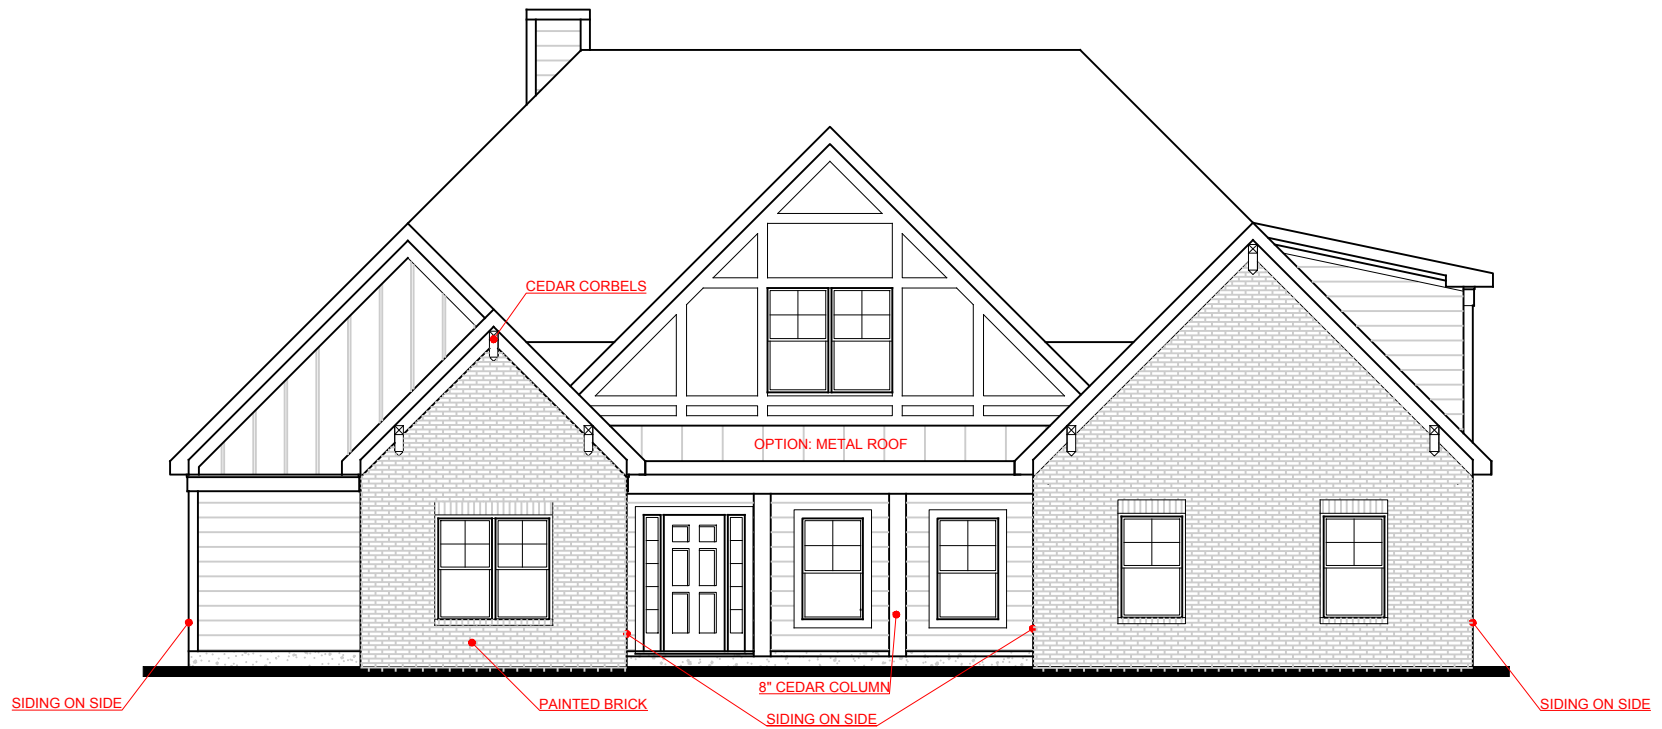 CEDAR CORBELS
OPTION: METAL ROOF
8" CEDAR COLUMN
SIDING ON SIDE
PAINTED BRICK
SIDING ON SIDE
SIDING ON SIDE